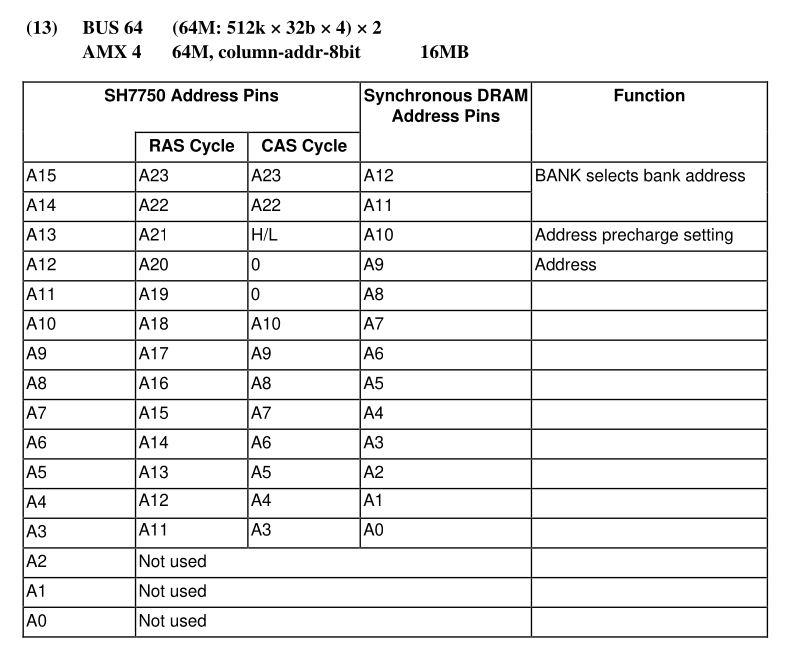 (13) BUS 64 (64M: 512k × 32b × 4) × 2
AMX 4 64M, column-addr-8bit 16MB
SH7750 Address Pins Synchronous DRAM Address Pins Function
RAS Cycle CAS Cycle
A15 A23 A23 A12 BANK selects bank address
A14 A22 A22 A11
A13 A21 H/L A10 Address precharge setting
A12 A20 0 A9 Address
A11 A19 0 A8
A10 A18 A10 A7
A9 A17 A9 A6
A8 A16 A8 A5
A7 A15 A7 A4
A6 A14 A6 A3
A5 A13 A5 A2
A4 A12 A4 A1
A3 A11 A3 A0
A2 Not used
A1 Not used
A0 Not used